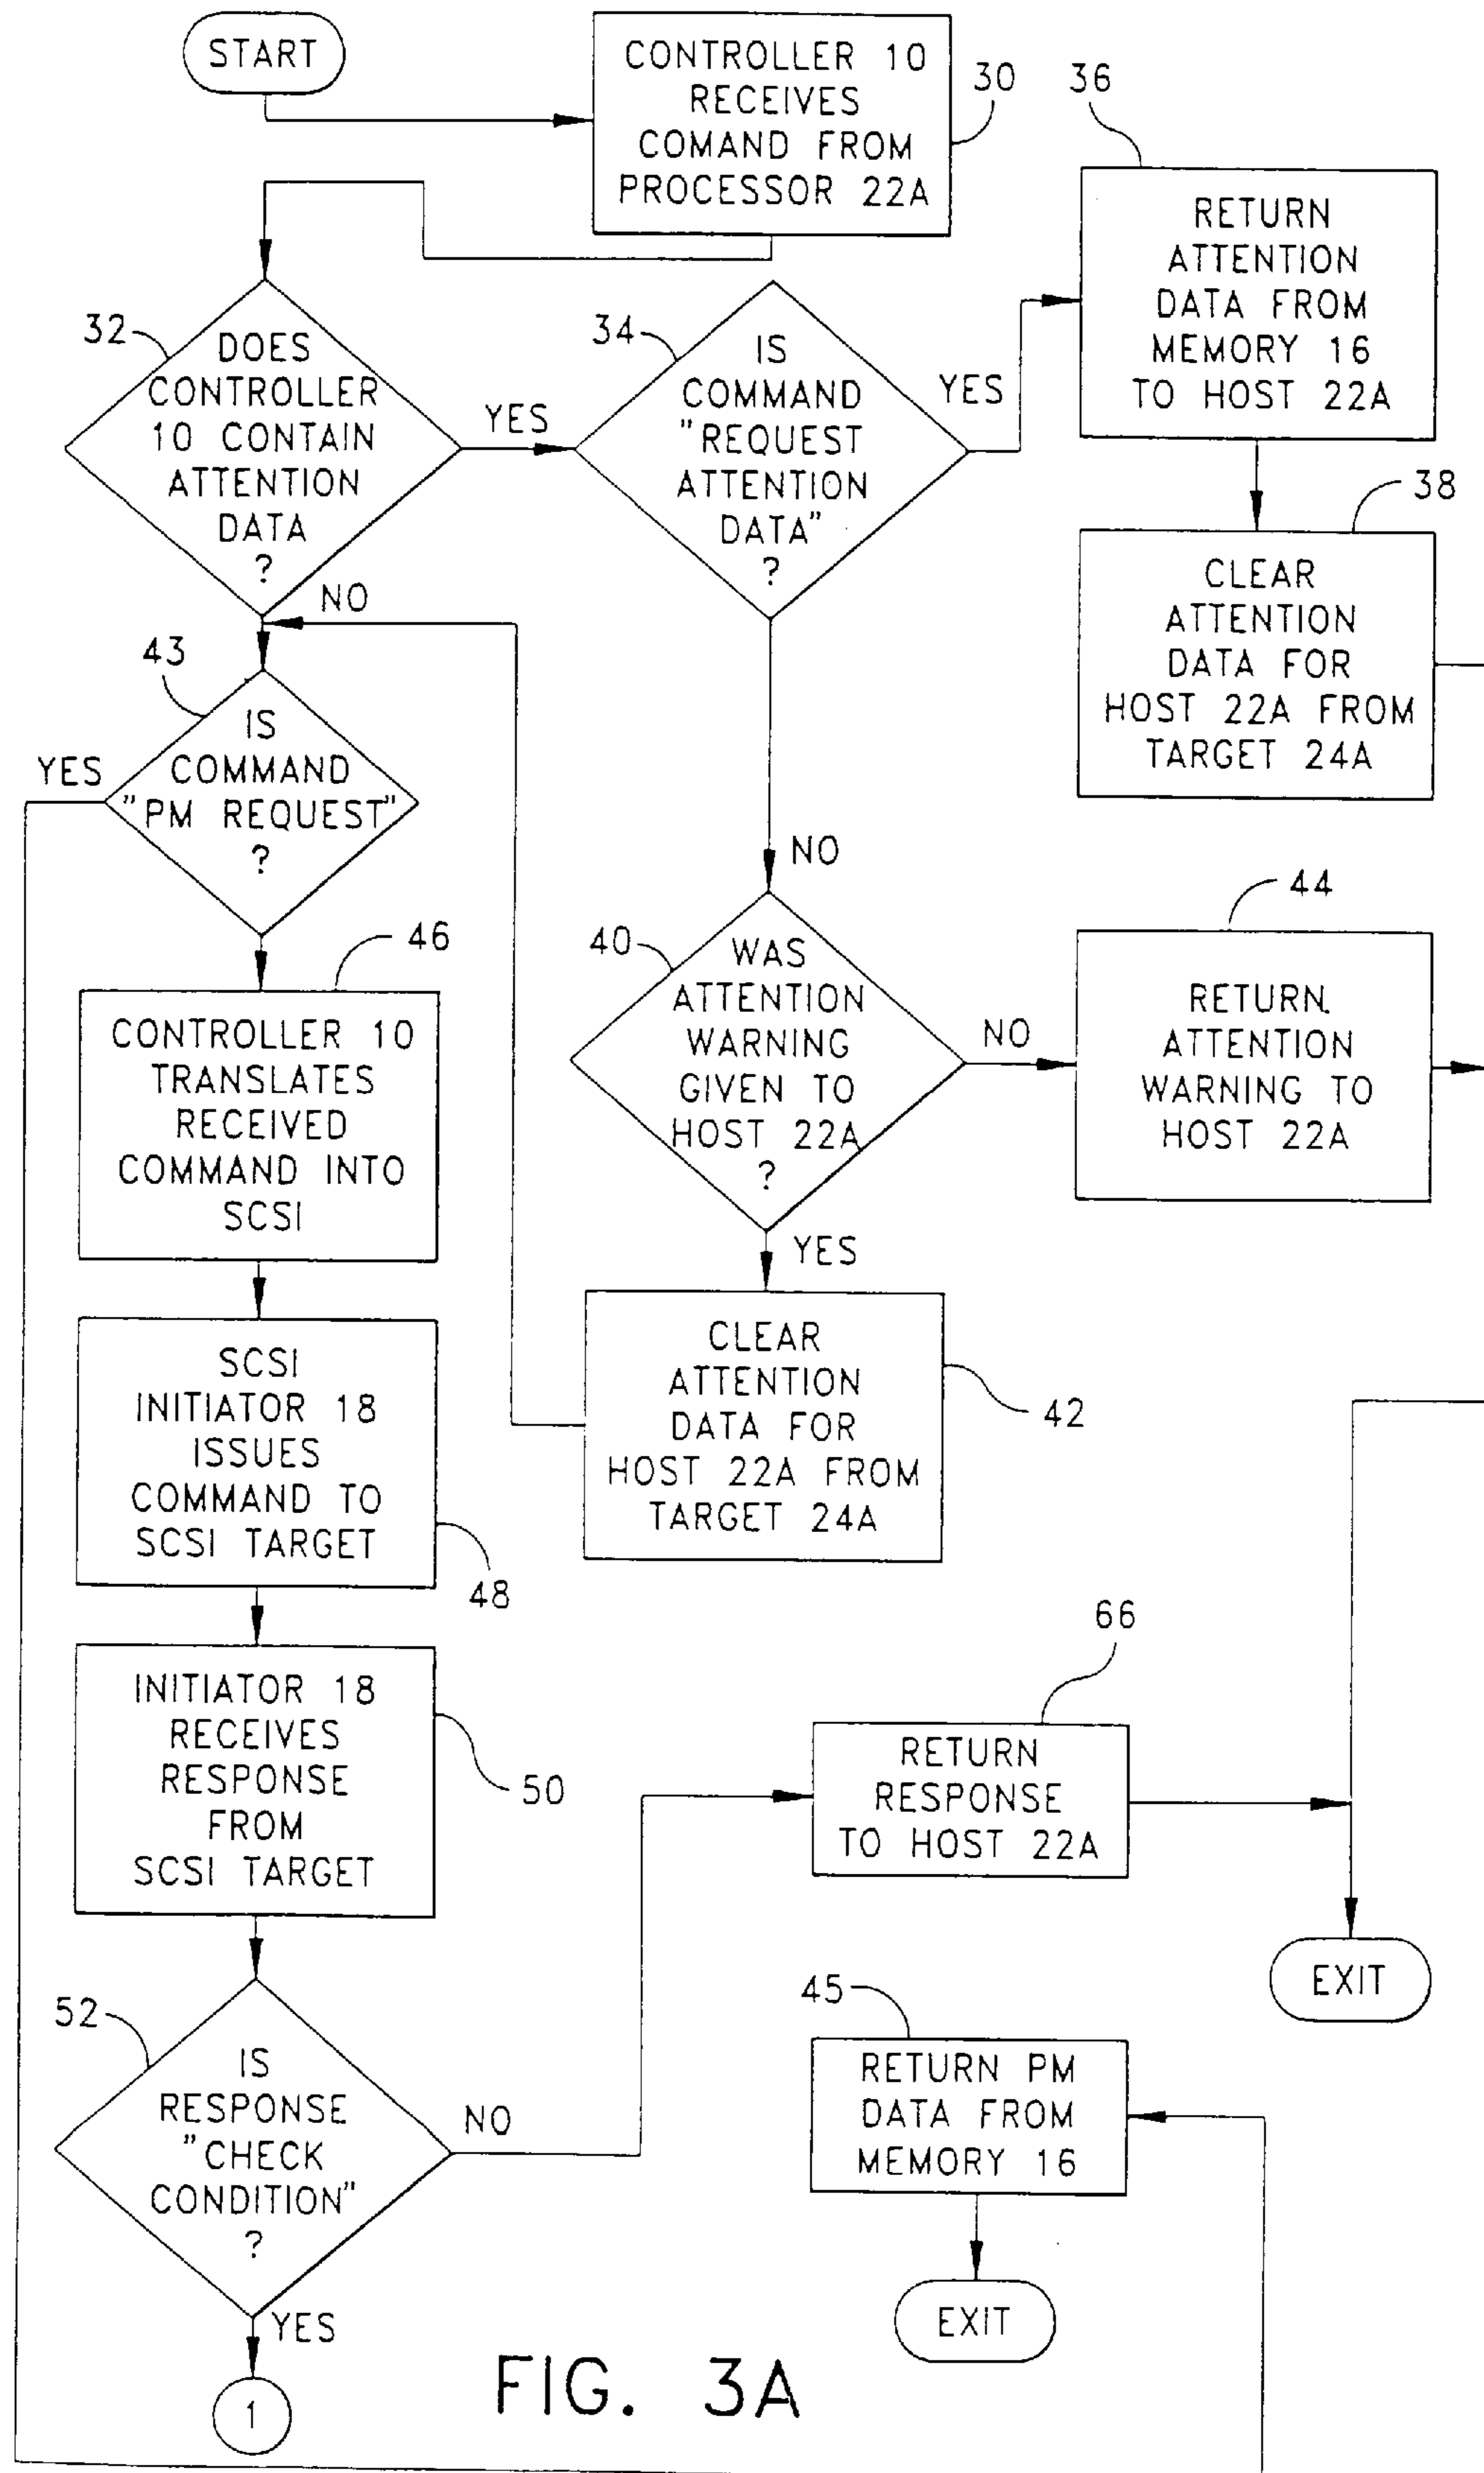 START
CONTROLLER 10
RECEIVES
COMAND FROM
PROCESSOR 22A
30
36
RETURN
ATTENTION
DATA FROM
MEMORY 16
TO HOST 22A
32
DOES
CONTROLLER
10 CONTAIN
ATTENTION
DATA
?
YES
34
IS
COMMAND
"REQUEST
ATTENTION
DATA"
?
YES
38
CLEAR
ATTENTION
DATA FOR
HOST 22A FROM
TARGET 24A
NO
43
IS
COMMAND
"PM REQUEST"
?
YES
NO
40
WAS
ATTENTION
WARNING
GIVEN TO
HOST 22A
?
NO
44
RETURN
ATTENTION
WARNING TO
HOST 22A
46
CONTROLLER 10
TRANSLATES
RECEIVED
COMMAND INTO
SCSI
YES
CLEAR
ATTENTION
DATA FOR
HOST 22A FROM
TARGET 24A
42
SCSI
INITIATOR 18
ISSUES
COMMAND TO
SCSI TARGET
48
INITIATOR 18
RECEIVES
RESPONSE
FROM
SCSI TARGET
50
66
RETURN
RESPONSE
TO HOST 22A
EXIT
52
IS
RESPONSE
"CHECK
CONDITION"
?
NO
45
RETURN PM
DATA FROM
MEMORY 16
EXIT
YES
1
FIG. 3A